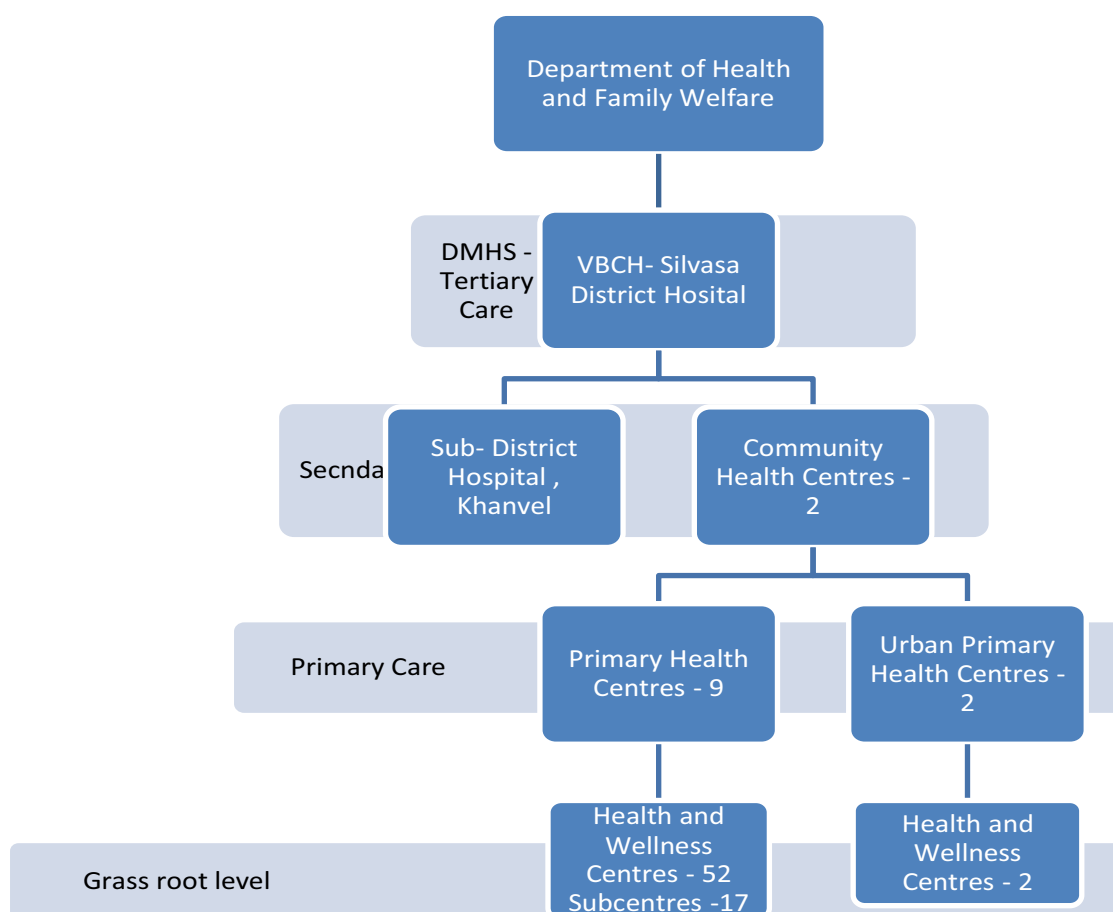 Department of Health
and Family Welfare
DMHS -
Tertiary
Care
VBCH- Silvasa
District Hosital
Secnda
Sub- District
Hospital ,
Khanvel
Community
Health Centres -
2
Primary Care
Primary Health
Centres - 9
Urban Primary
Health Centres -
2
Grass root level
Health and
Wellness
Centres - 52
Subcentres -17
Health and
Wellness
Centres - 2